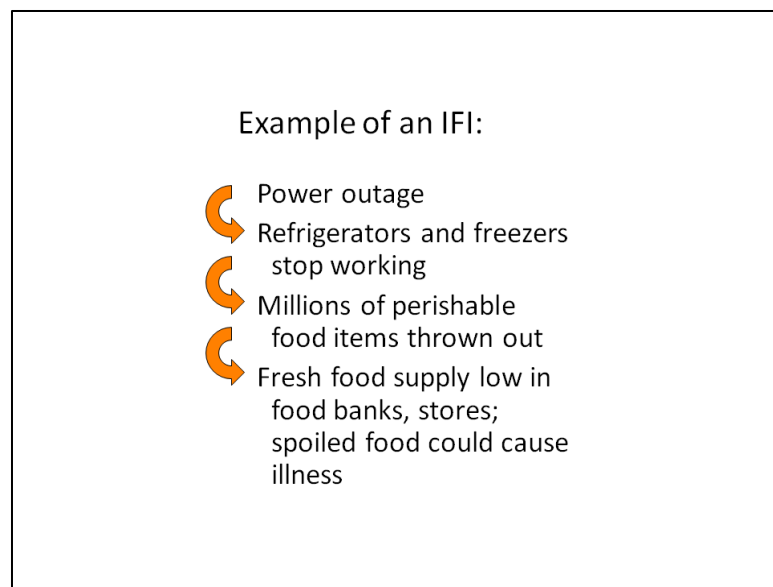 Example of an IFI:
Power outage
Refrigerators and freezers
stop working
Millions of perishable
food items thrown out
Fresh food supply low in
food banks, stores;
spoiled food could cause
illness